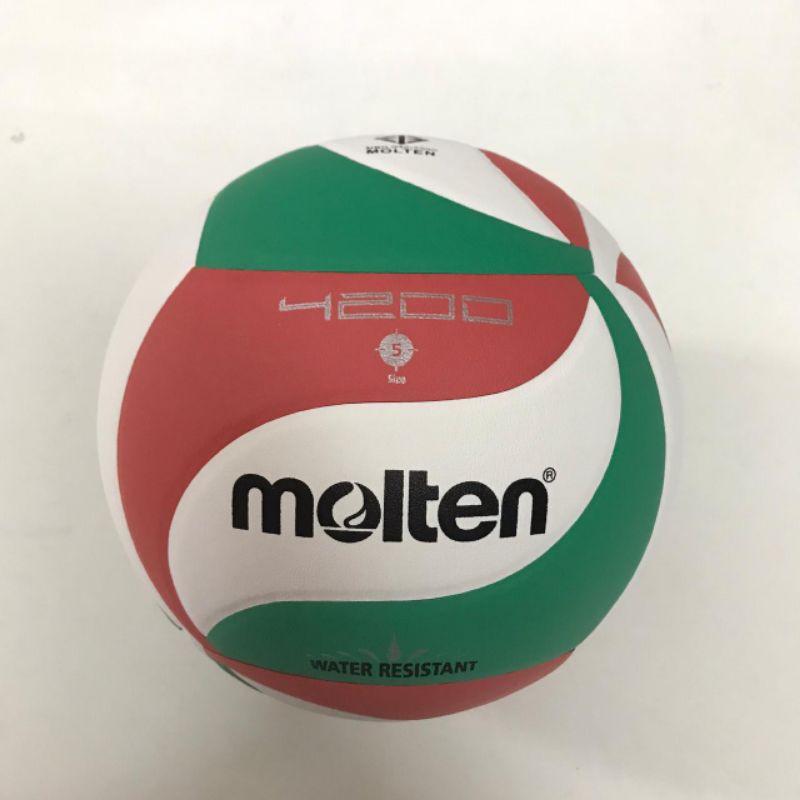 MOLTEN
4200
5
Size
molten®
WATER RESISTANT